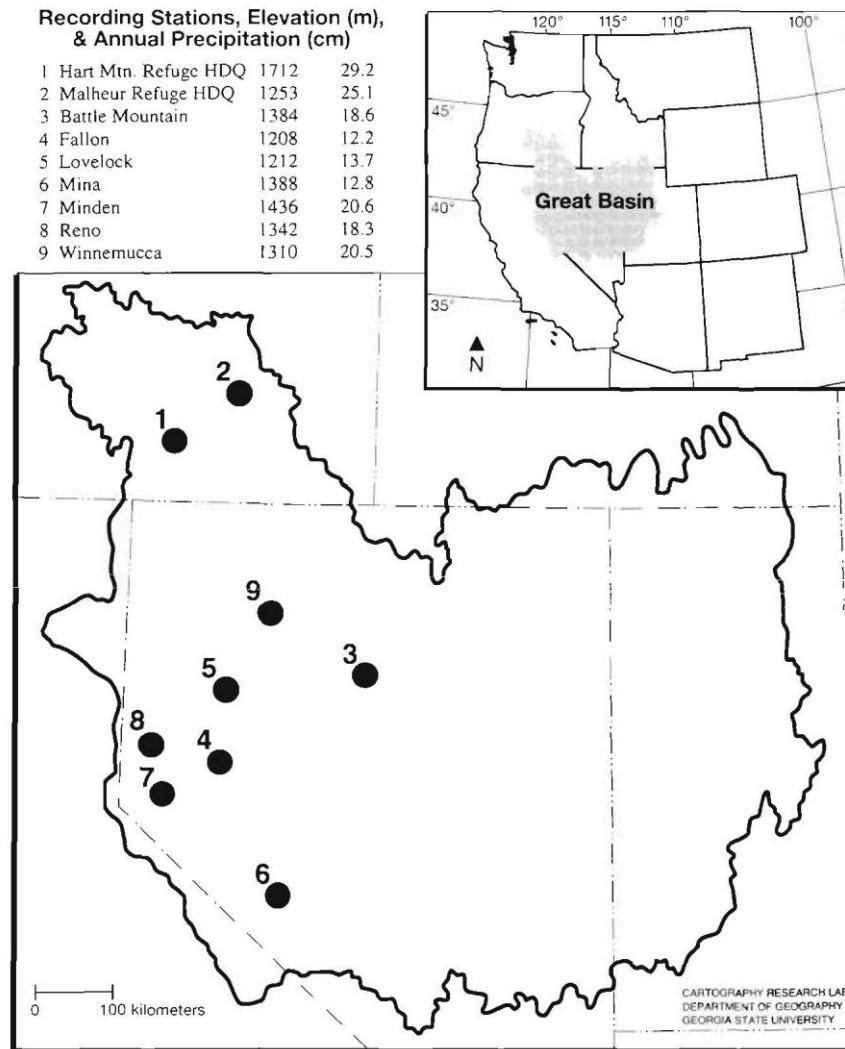 Recording Stations, Elevation (m),
& Annual Precipitation (cm)
1 Hart Mtn. Refuge HDQ 1712 29.2
2 Malheur Refuge HDQ 1253 25.1
3 Battle Mountain 1384 18.6
4 Fallon 1208 12.2
5 Lovelock 1212 13.7
6 Mina 1388 12.8
7 Minden 1436 20.6
8 Reno 1342 18.3
9 Winnemucca 1310 20.5
120° 115° 110° 100°
45°
40°
35°
Great Basin
N
2
1
9
3
5
8
4
7
6
0 100 kilometers
CARTOGRAPHY RESEARCH LAB
DEPARTMENT OF GEOGRAPHY
GEORGIA STATE UNIVERSITY